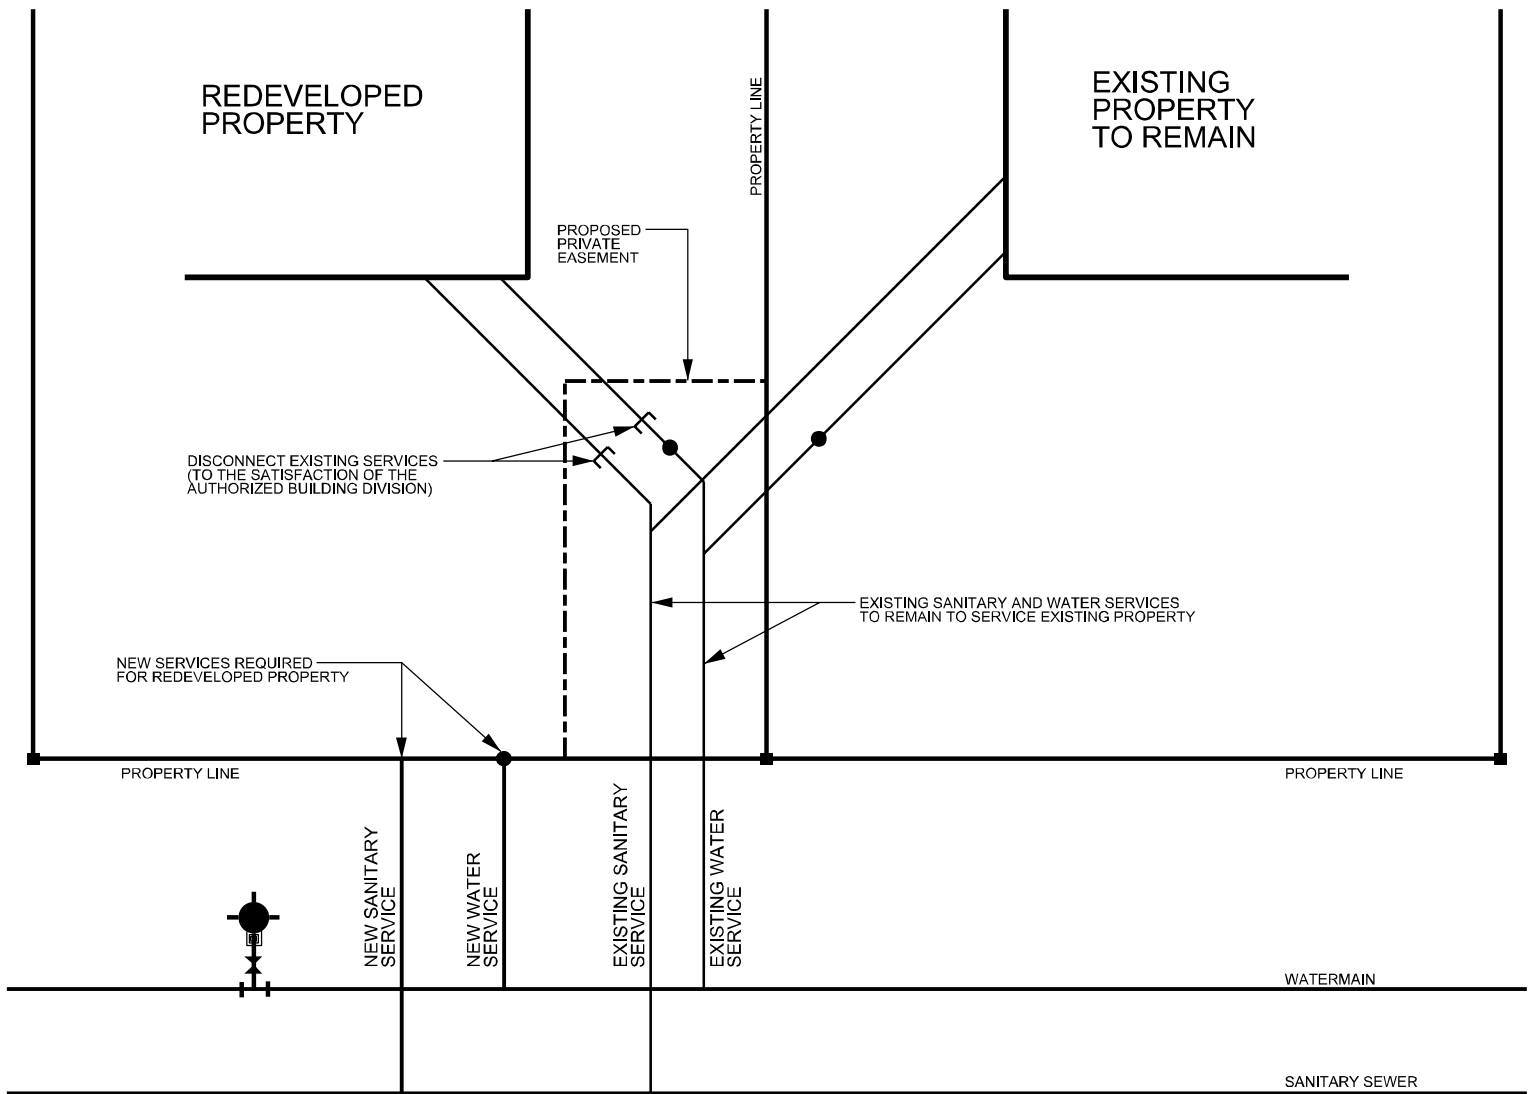 REDEVELOPED
PROPERTY
PROPERTY LINE
EXISTING
PROPERTY
TO REMAIN
PROPOSED
PRIVATE
EASEMENT
DISCONNECT EXISTING SERVICES
(TO THE SATISFACTION OF THE
AUTHORIZED BUILDING DIVISION)
EXISTING SANITARY AND WATER SERVICES
TO REMAIN TO SERVICE EXISTING PROPERTY
NEW SERVICES REQUIRED
FOR REDEVELOPED PROPERTY
PROPERTY LINE
PROPERTY LINE
NEW SANITARY
SERVICE
NEW WATER
SERVICE
EXISTING SANITARY
SERVICE
EXISTING WATER
SERVICE
WATERMAIN
SANITARY SEWER